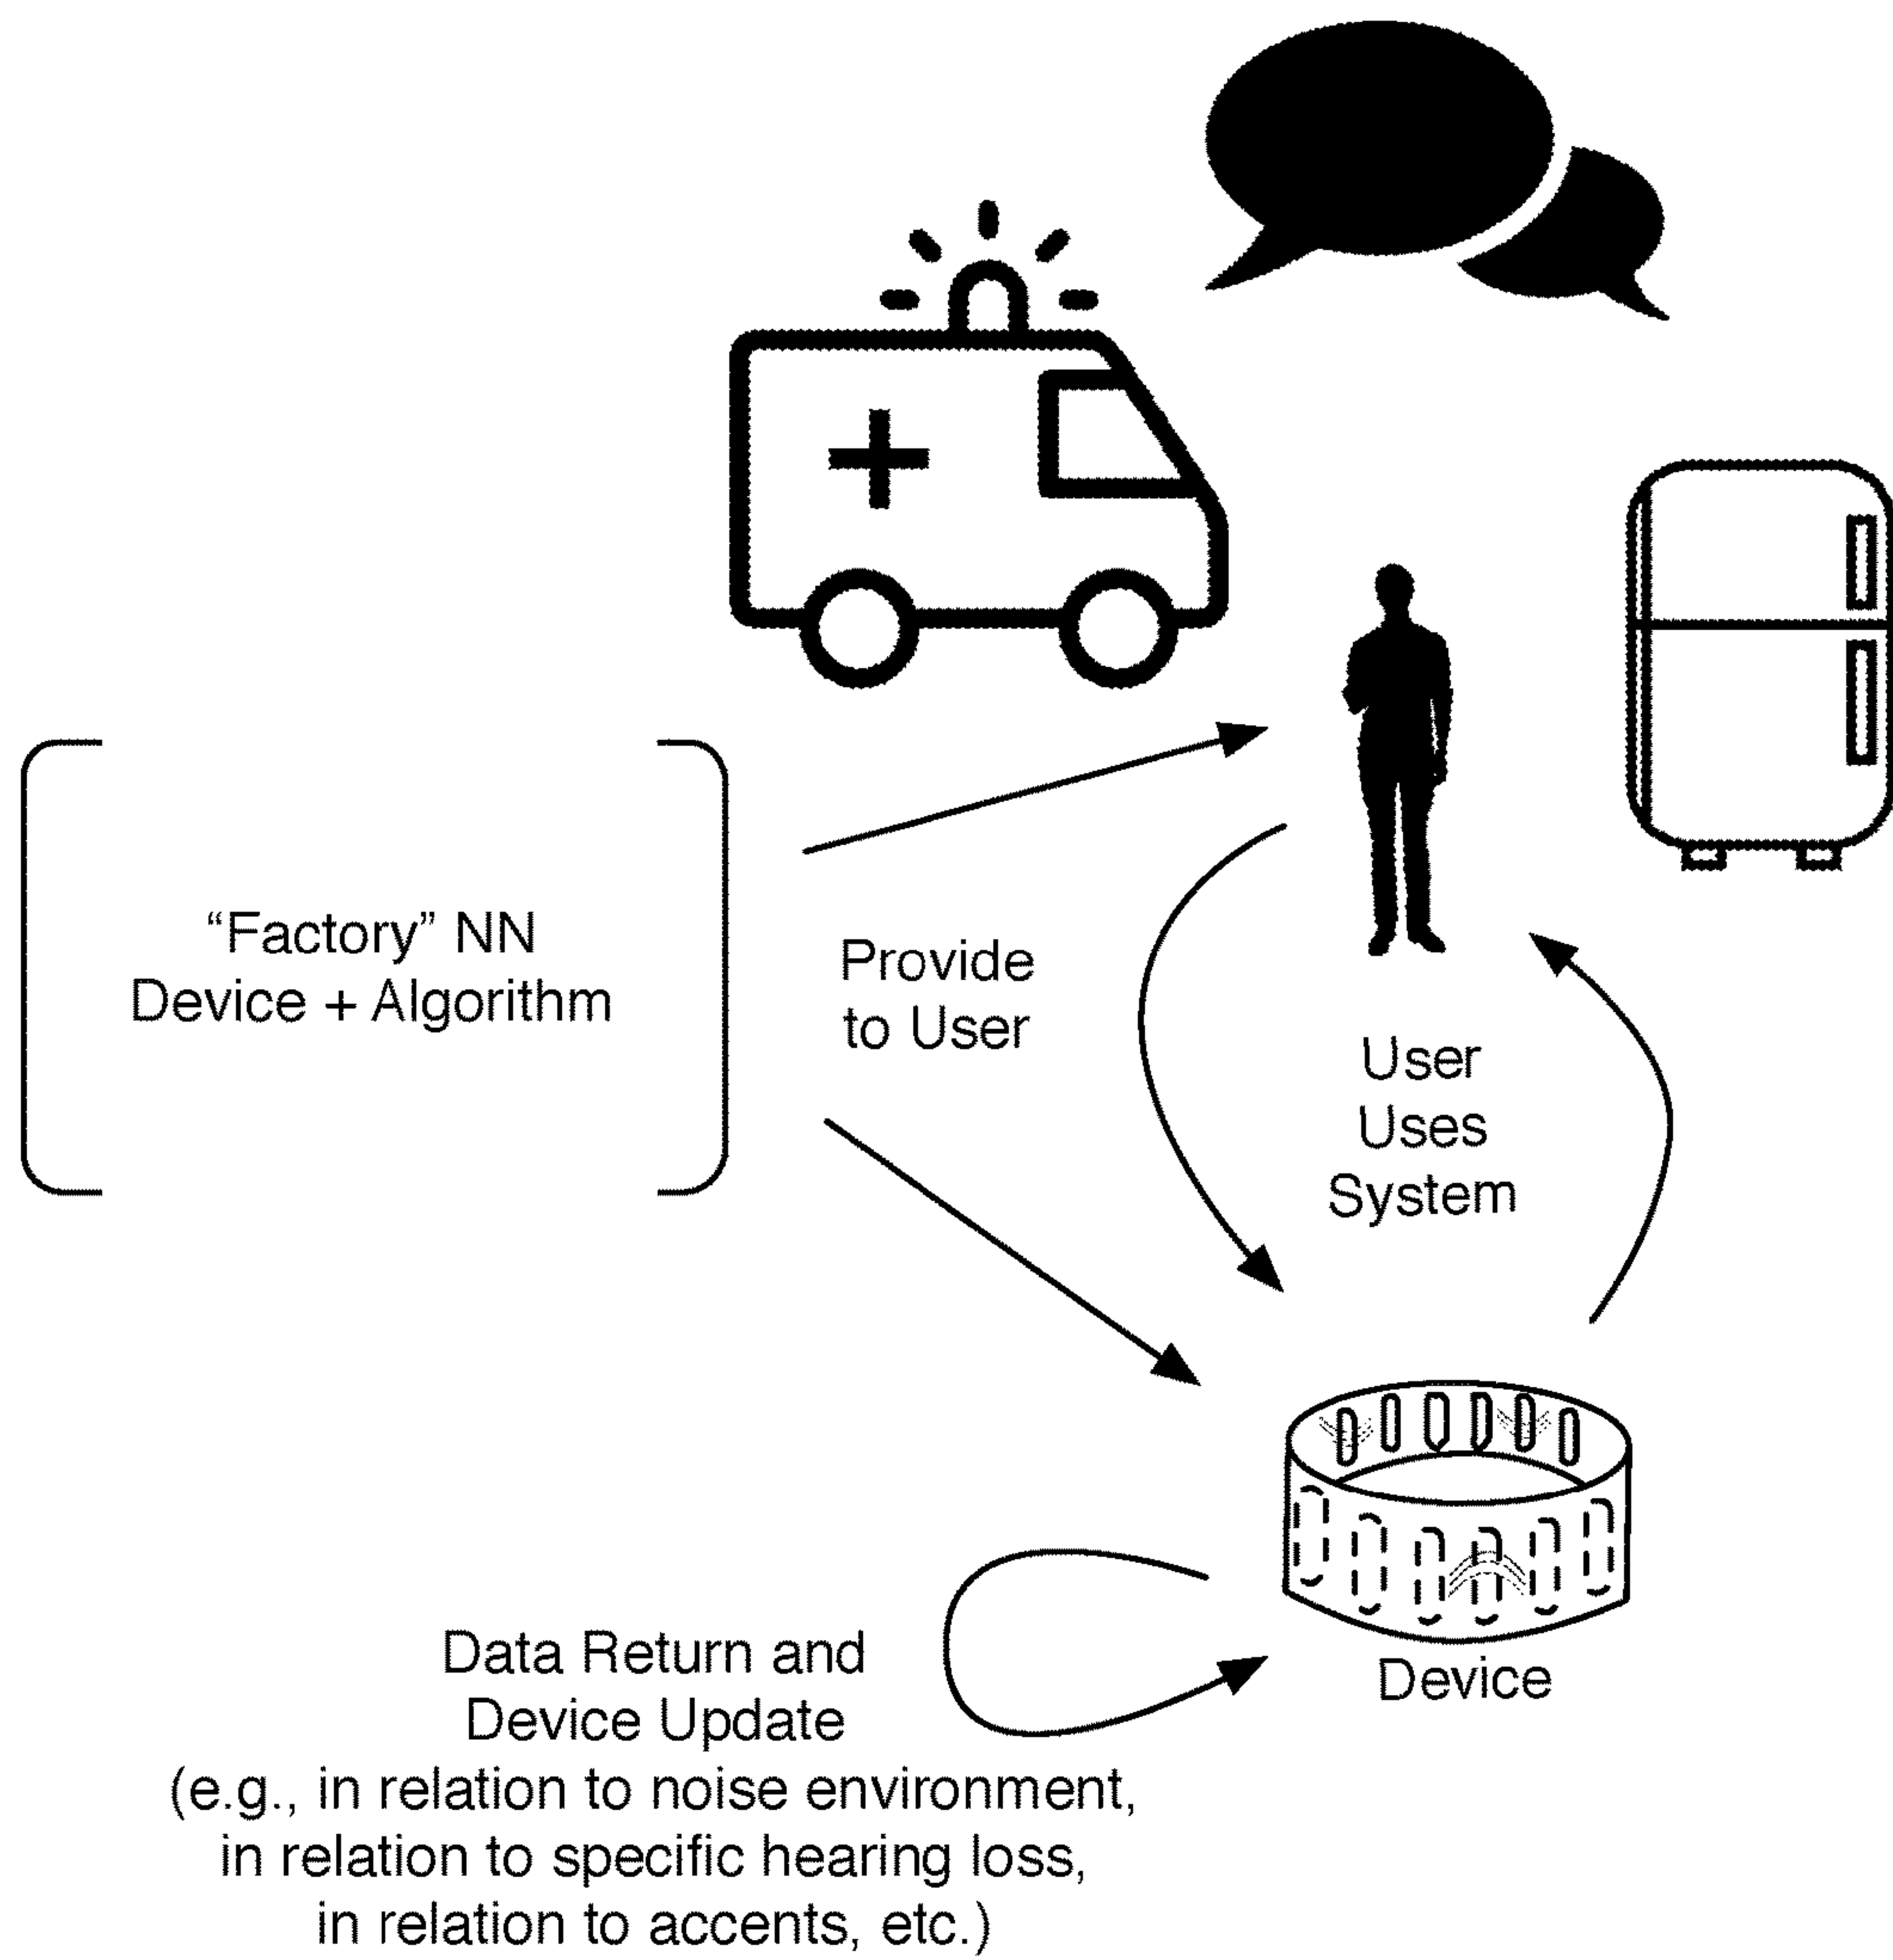 “Factory” NN
Device + Algorithm
Provide
to User
User
Uses
System
Device
Data Return and
Device Update
(e.g., in relation to noise environment,
in relation to specific hearing loss,
in relation to accents, etc.)